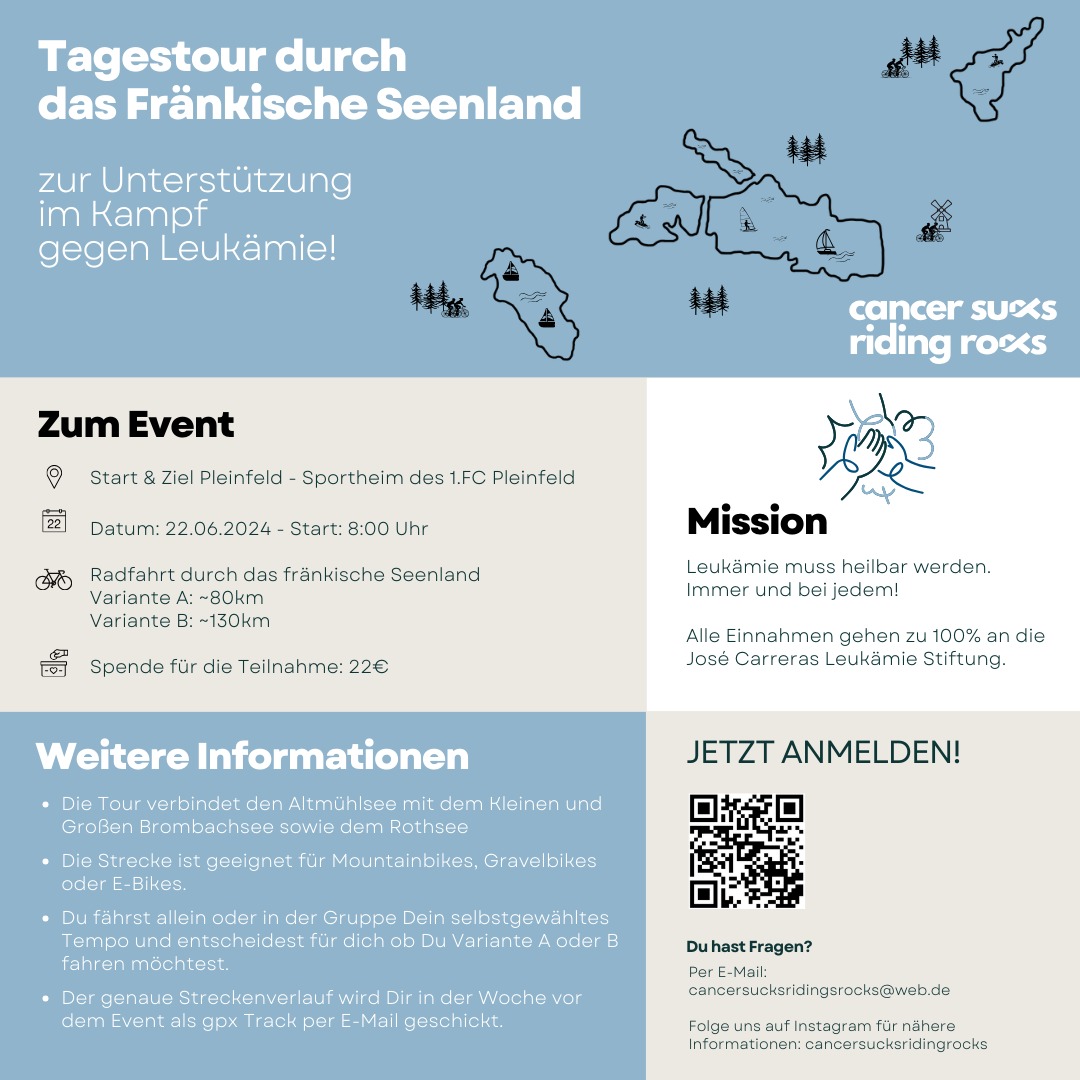 Tagestour durch
das Fränkische Seenland
zur Unterstützung
im Kampf
gegen Leukämie!
cancer sucks
riding rocks
Zum Event
Start & Ziel Pleinfeld - Sportheim des 1.FC Pleinfeld
22
Datum: 22.06.2024 - Start: 8:00 Uhr
Radfahrt durch das fränkische Seenland
Variante A: ~80km
Variante B: ~130km
Spende für die Teilnahme: 22€
Mission
Leukämie muss heilbar werden.
Immer und bei jedem!
Alle Einnahmen gehen zu 100% an die
José Carreras Leukämie Stiftung.
Weitere Informationen
• Die Tour verbindet den Altmühlsee mit dem Kleinen und
Großen Brombachsee sowie dem Rothsee
• Die Strecke ist geeignet für Mountainbikes, Gravelbikes
oder E-Bikes.
• Du fährst allein oder in der Gruppe Dein selbstgewähltes
Tempo und entscheidest für dich ob Du Variante A oder B
fahren möchtest.
• Der genaue Streckenverlauf wird Dir in der Woche vor
dem Event als gpx Track per E-Mail geschickt.
JETZT ANMELDEN!
Du hast Fragen?
Per E-Mail:
cancersucksridingsrocks@web.de
Folge uns auf Instagram für nähere
Informationen: cancersucksridingrocks